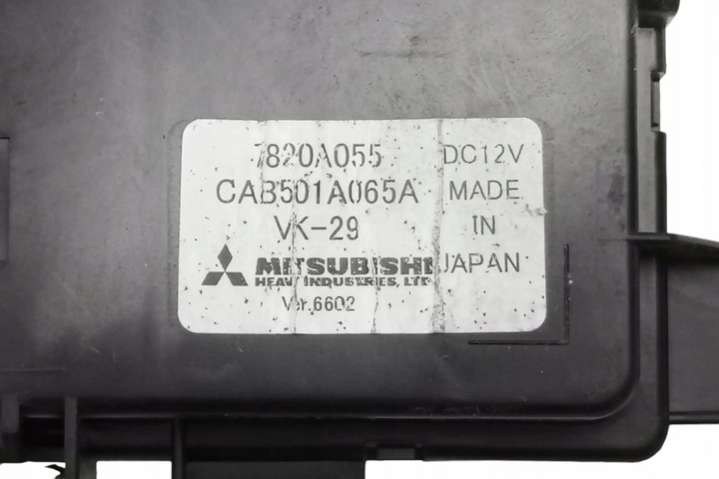 7820A055
CAB501A065A
VK-29
MITSUBISHI
HEAVY INDUSTRIES, LTD
Ver.6602
DC12V
MADE
IN
JAPAN